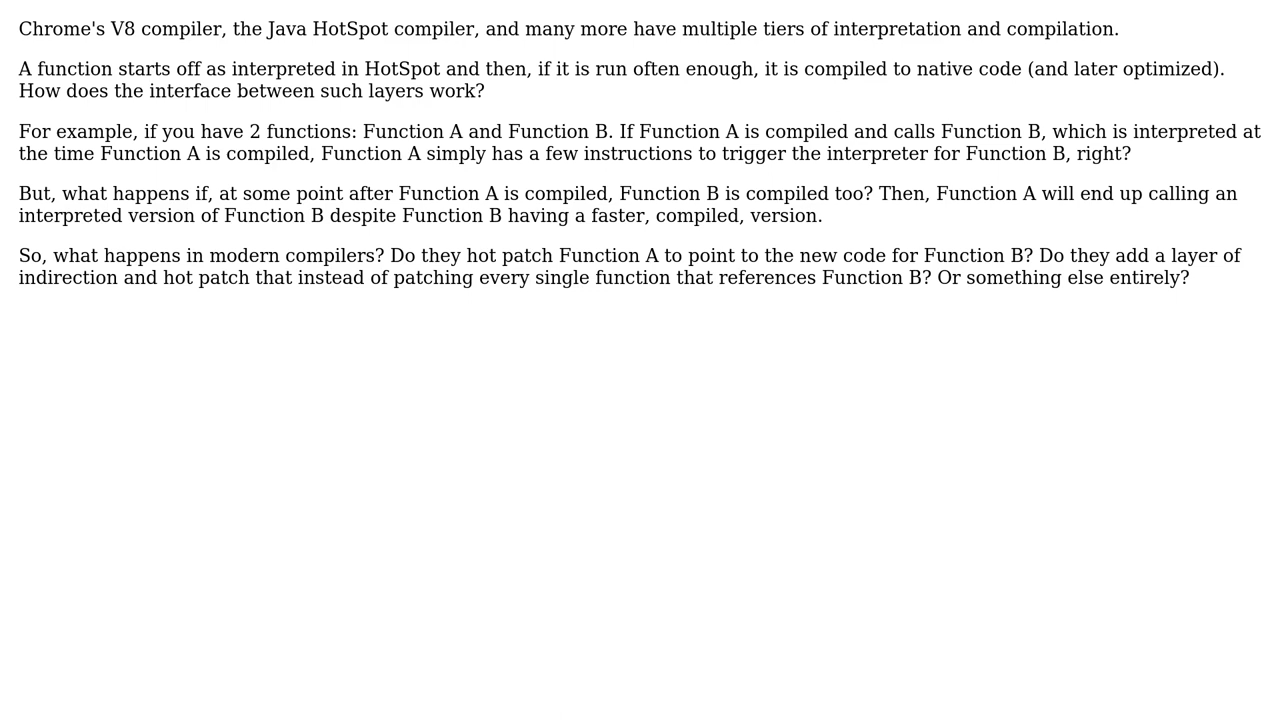 Chrome's V8 compiler, the Java HotSpot compiler, and many more have multiple tiers of interpretation and compilation.
A function starts off as interpreted in HotSpot and then, if it is run often enough, it is compiled to native code (and later optimized).
How does the interface between such layers work?
For example, if you have 2 functions: Function A and Function B. If Function A is compiled and calls Function B, which is interpreted at
the time Function A is compiled, Function A simply has a few instructions to trigger the interpreter for Function B, right?
But, what happens if, at some point after Function A is compiled, Function B is compiled too? Then, Function A will end up calling an
interpreted version of Function B despite Function B having a faster, compiled, version.
So, what happens in modern compilers? Do they hot patch Function A to point to the new code for Function B? Do they add a layer of
indirection and hot patch that instead of patching every single function that references Function B? Or something else entirely?